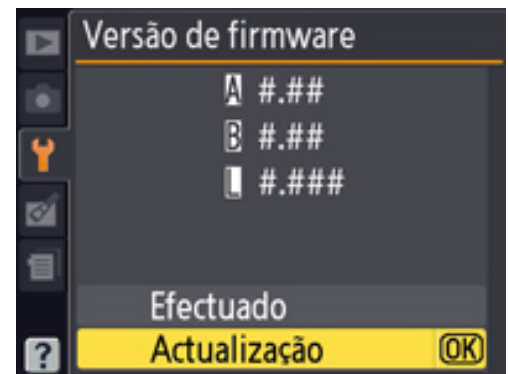 Versão de firmware
A #.##
B #.##
L #.###
Efectuado
Actualização OK
?